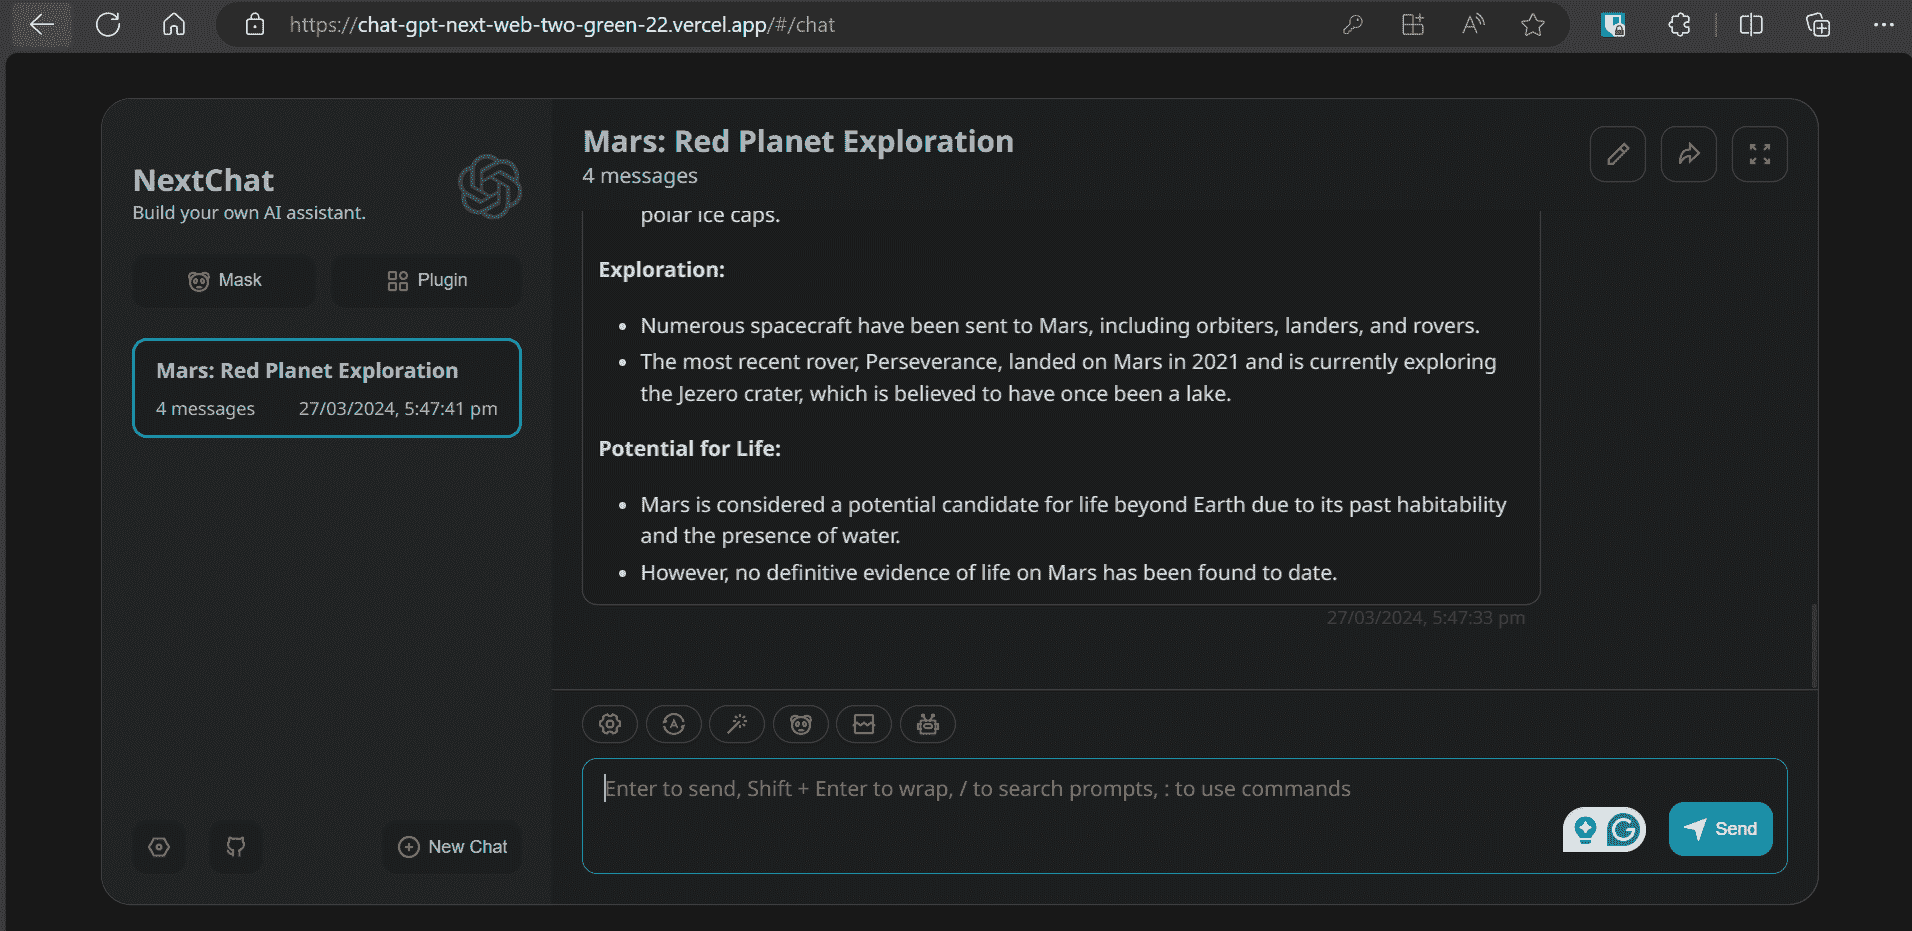 https://chat-gpt-next-web-two-green-22.vercel.app/#/chat
NextChat
Build your own AI assistant.
Mask
Plugin
Mars: Red Planet Exploration
4 messages
27/03/2024, 5:47:41 pm
New Chat
Mars: Red Planet Exploration
4 messages
polar ice caps.
Exploration:
Numerous spacecraft have been sent to Mars, including orbiters, landers, and rovers.
The most recent rover, Perseverance, landed on Mars in 2021 and is currently exploring
the Jezero crater, which is believed to have once been a lake.
Potential for Life:
Mars is considered a potential candidate for life beyond Earth due to its past habitability
and the presence of water.
However, no definitive evidence of life on Mars has been found to date.
27/03/2024, 5:47:33 pm
Enter to send, Shift + Enter to wrap, / to search prompts, : to use commands
Send